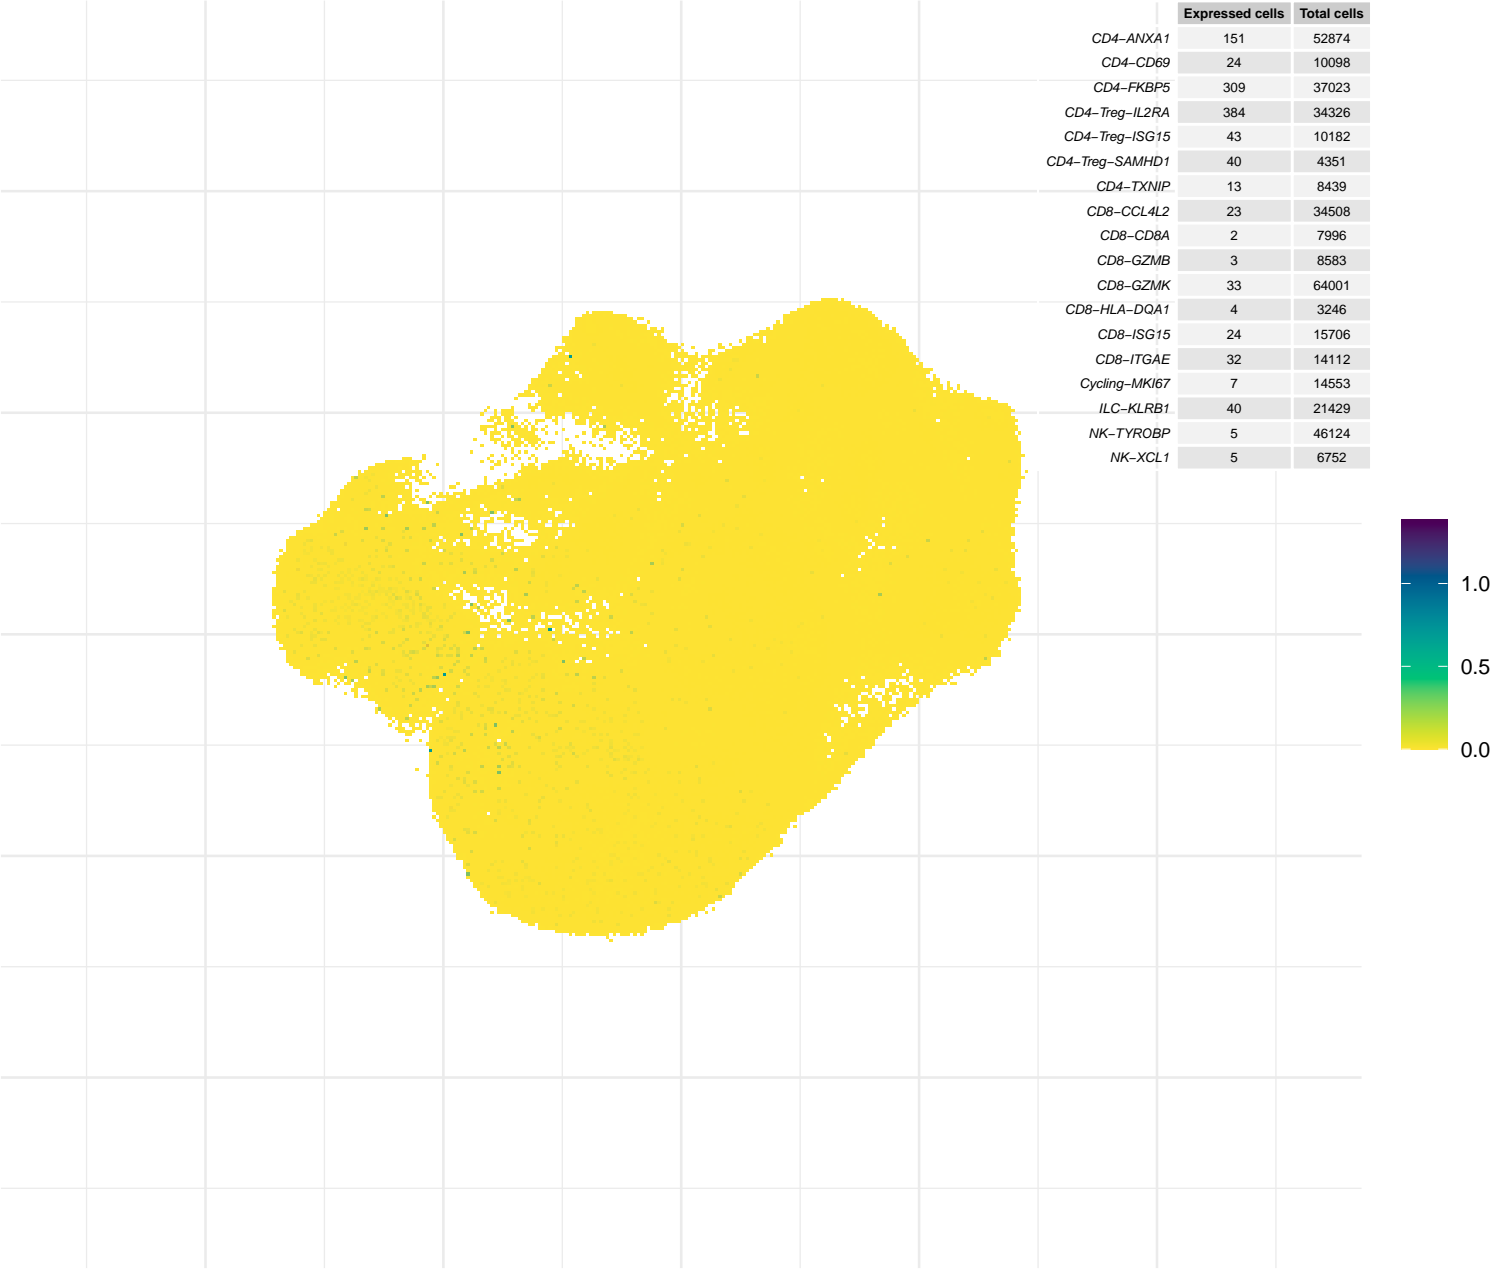 Expressed cells Total cells
CD4−ANXA1 151 52874
CD4−CD69 24 10098
CD4−FKBP5 309 37023
CD4−Treg−IL2RA 384 34326
CD4−Treg−ISG15 43 10182
CD4−Treg−SAMHD1 40 4351
CD4−TXNIP 13 8439
CD8−CCL4L2 23 34508
CD8−CD8A 2 7996
CD8−GZMB 3 8583
CD8−GZMK 33 64001
CD8−HLA−DQA1 4 3246
CD8−ISG15 24 15706
CD8−ITGAE 32 14112
Cycling−MKI67 7 14553
ILC−KLRB1 40 21429
NK−TYROBP 5 46124
NK−XCL1 5 6752
1.0
0.5
0.0